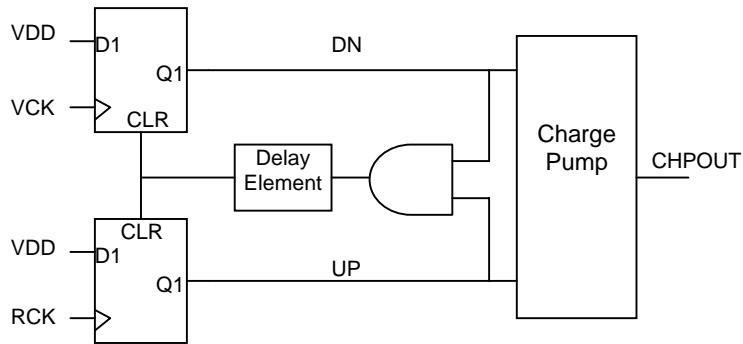 VDD
D1
Q1
VCK
CLR
DN
Delay
Element
Charge
Pump
CHPOUT
CLR
VDD
D1
Q1
UP
RCK